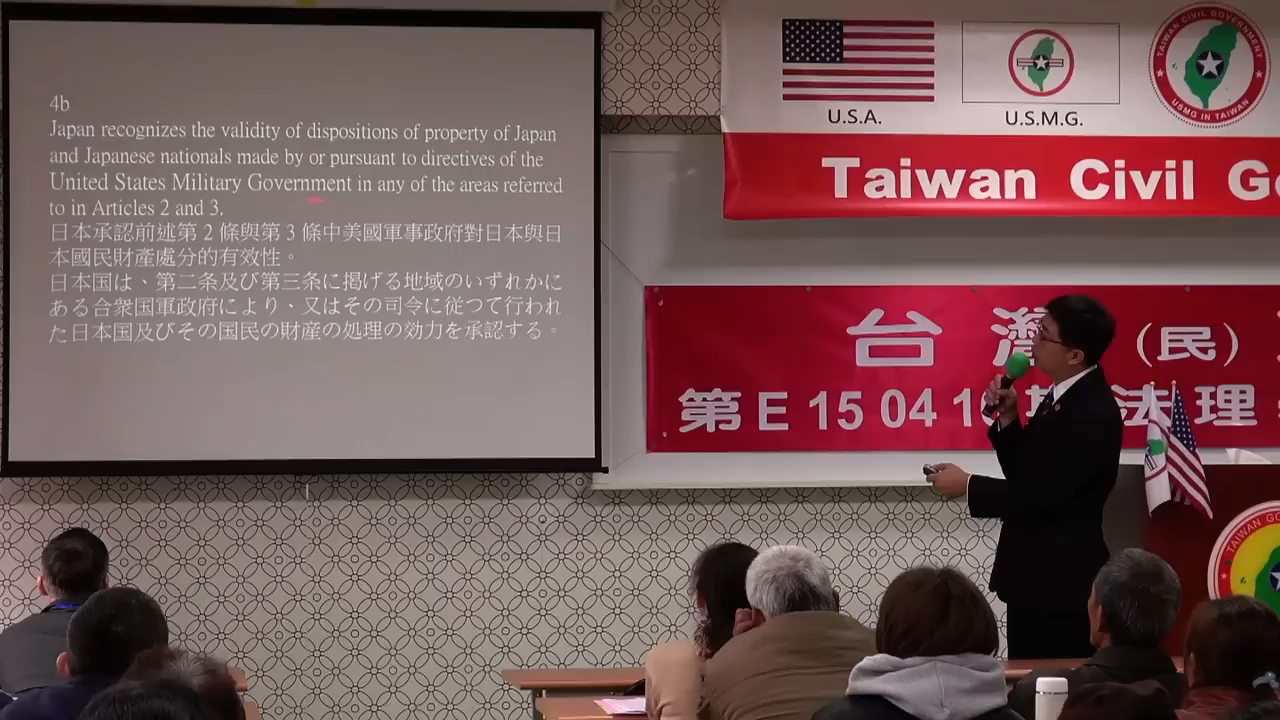 4b
Japan recognizes the validity of dispositions of property of Japan
and Japanese nationals made by or pursuant to directives of the
United States Military Government in any of the areas referred
to in Articles 2 and 3.
日本承認前述第 2 條與第 3 條中美國軍事政府對日本與日
本國民財產處分的有效性。
日本国は、第二条及び第三条に掲げる地域のいずれかに
ある合衆国軍政府により、又はその司令に従つて行われ
た日本国及びその国民の財産の処理の効力を承認する。
U.S.A.
U.S.M.G.
TAIWAN CIVIL GOVERNMENT
USMG IN TAIWAN
Taiwan Civil
台 灣 (民)
第 E 15 04 法 理
TAIWAN